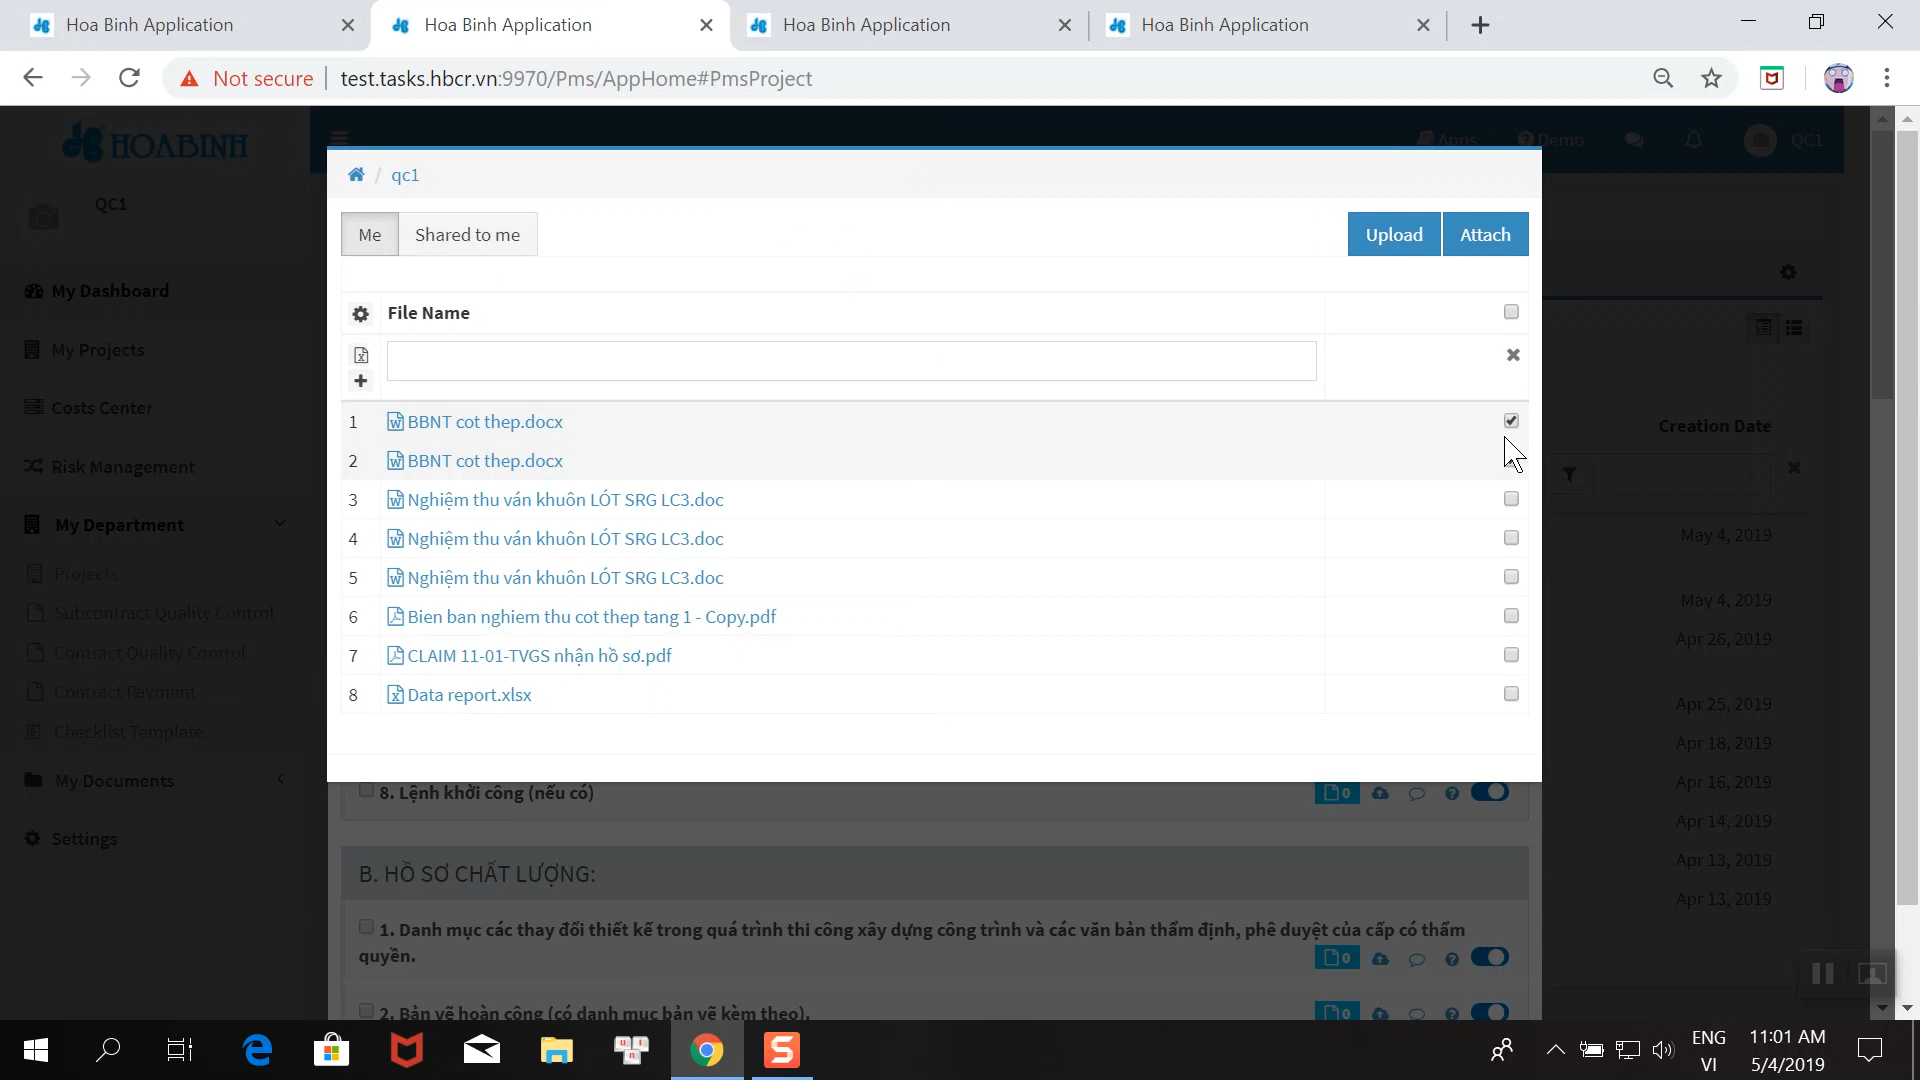 Hoa Binh Application
Hoa Binh Application
Hoa Binh Application
Hoa Binh Application
Not secure
test.tasks.hbcr.vn:9970/Pms/AppHome#PmsProject
HOABINH
Apps
Demo
QC1
QC1
My Dashboard
My Projects
Costs Center
Risk Management
My Department
Projects
Subcontract Quality Control
Contract Quality Control
Contract Payment
Checklist Template
My Documents
Settings
/ qc1
Me
Shared to me
Upload
Attach
File Name
1 BBNT cot thep.docx
2 BBNT cot thep.docx
3 Nghiệm thu ván khuôn LÓT SRG LC3.doc
4 Nghiệm thu ván khuôn LÓT SRG LC3.doc
5 Nghiệm thu ván khuôn LÓT SRG LC3.doc
6 Bien ban nghiem thu cot thep tang 1 - Copy.pdf
7 CLAIM 11-01-TVGS nhận hồ sơ.pdf
8 Data report.xlsx
8. Lệnh khởi công (nếu có)
0
B. HỒ SƠ CHẤT LƯỢNG:
1. Danh mục các thay đổi thiết kế trong quá trình thi công xây dựng công trình và các văn bản thẩm định, phê duyệt của cấp có thẩm
quyền.
0
2. Bản vẽ hoàn công (có danh mục bản vẽ kèm theo).
0
Creation Date
May 4, 2019
May 4, 2019
Apr 26, 2019
Apr 25, 2019
Apr 18, 2019
Apr 16, 2019
Apr 14, 2019
Apr 13, 2019
Apr 13, 2019
ENG
VI
11:01 AM
5/4/2019